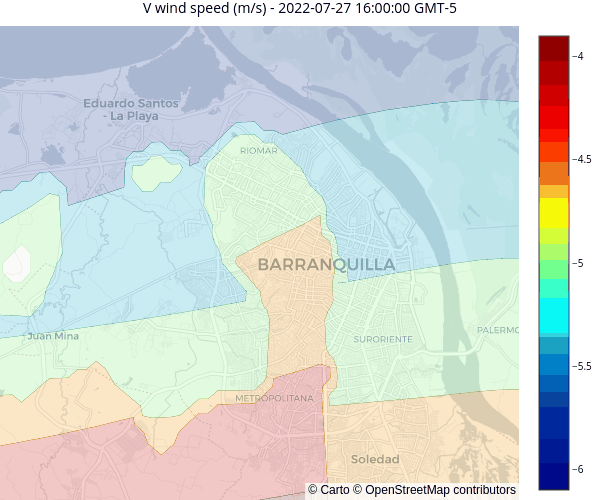 V wind speed (m/s) - 2022-07-27 16:00:00 GMT-5
Eduardo Santos
- La Playa
RIOMAR
BARRANQUILLA
Juan Mina
SURORIENTE
PALERMO
METROPOLITANA
Soledad
© Carto © OpenStreetMap contributors
−4
−4.5
−5
−5.5
−6